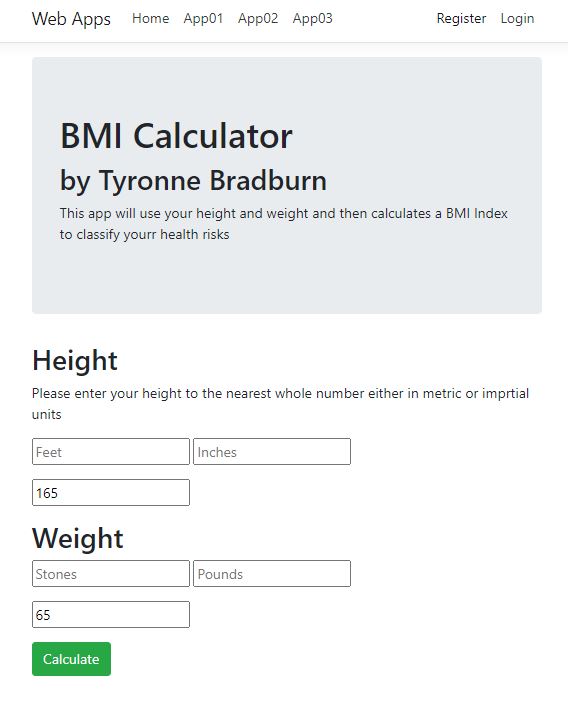 Web Apps Home App01 App02 App03 Register Login
BMI Calculator
by Tyronne Bradburn
This app will use your height and weight and then calculates a BMI Index
to classify yourr health risks
Height
Please enter your height to the nearest whole number either in metric or imprtial
units
Feet Inches
165
Weight
Stones Pounds
65
Calculate